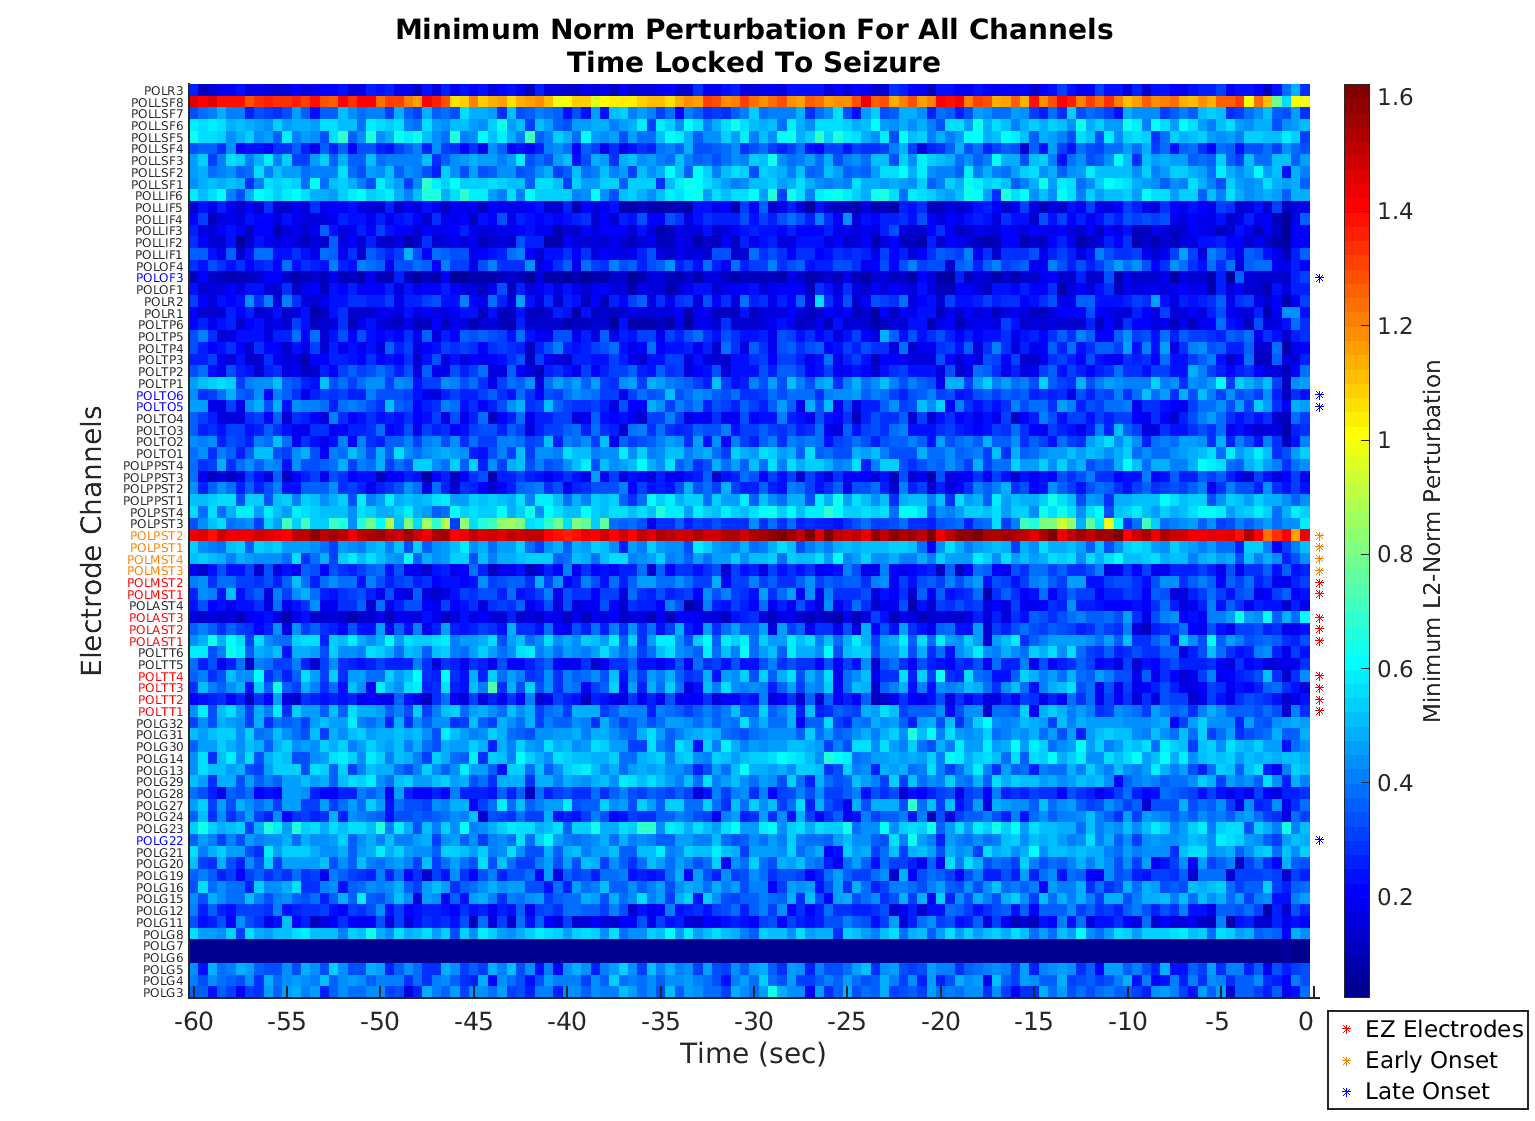 Minimum Norm Perturbation For All Channels
Time Locked To Seizure
Electrode Channels
POLR3
POLLSF8
POLLSF7
POLLSF6
POLLSF5
POLLSF4
POLLSF3
POLLSF2
POLLSF1
POLLIF6
POLLIF5
POLLIF4
POLLIF3
POLLIF2
POLLIF1
POLOF4
POLOF3
POLOF1
POLR2
POLR1
POLTP6
POLTP5
POLTP4
POLTP3
POLTP2
POLTP1
POLTO6
POLTO5
POLTO4
POLTO3
POLTO2
POLTO1
POLPPST4
POLPPST3
POLPPST2
POLPPST1
POLPST4
POLPST3
POLPST2
POLPST1
POLMST4
POLMST3
POLMST2
POLMST1
POLAST4
POLAST3
POLAST2
POLAST1
POLTT6
POLTT5
POLTT4
POLTT3
POLTT2
POLTT1
POLG32
POLG31
POLG30
POLG14
POLG13
POLG29
POLG28
POLG27
POLG24
POLG23
POLG22
POLG21
POLG20
POLG19
POLG16
POLG15
POLG12
POLG11
POLG8
POLG7
POLG6
POLG5
POLG4
POLG3
-60 -55 -50 -45 -40 -35 -30 -25 -20 -15 -10 -5 0
Time (sec)
1.6
1.4
1.2
1
0.8
0.6
0.4
0.2
Minimum L2-Norm Perturbation
EZ Electrodes
Early Onset
Late Onset